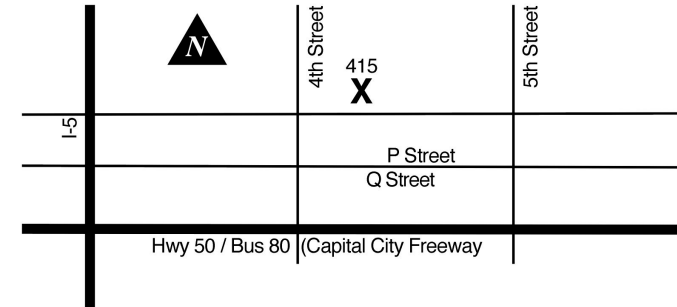 N
4th Street
5th Street
415
X
I-5
P Street
Q Street
Hwy 50 / Bus 80 (Capital City Freeway